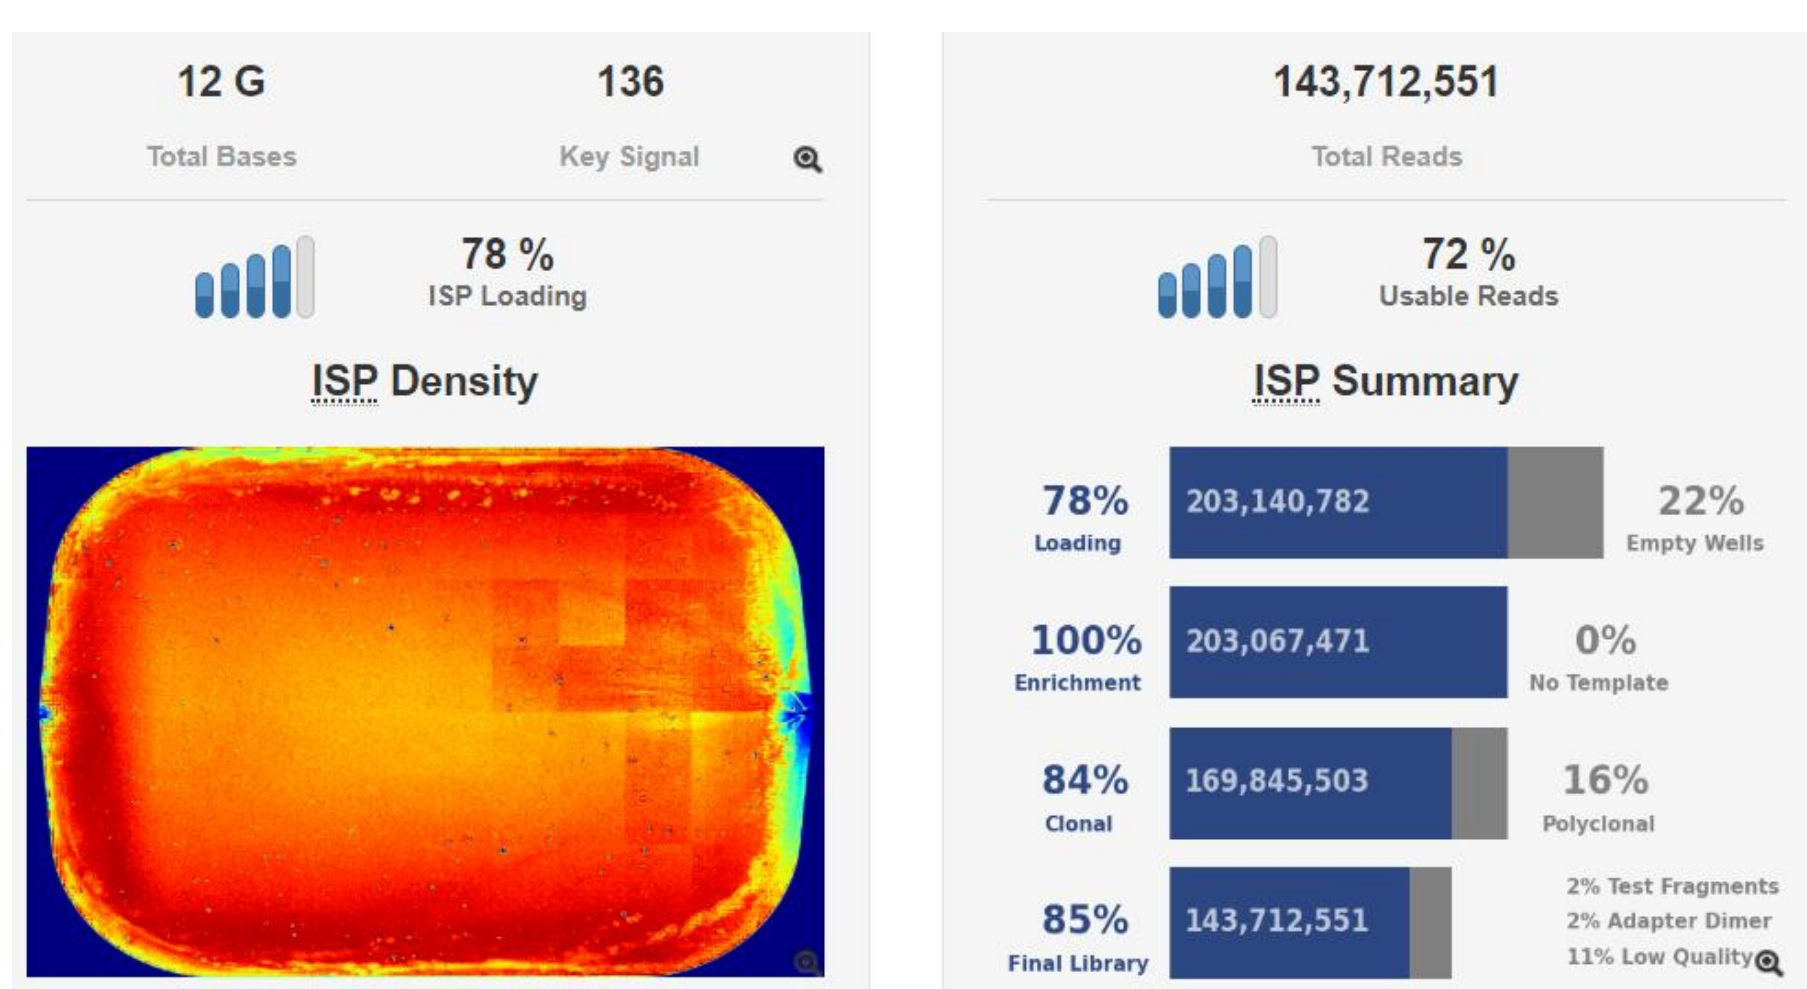 12 G
136
Total Bases
Key Signal
78 %
ISP Loading
ISP Density
143,712,551
Total Reads
72 %
Usable Reads
ISP Summary
78%
Loading
203,140,782
22%
Empty Wells
100%
Enrichment
203,067,471
0%
No Template
84%
Clonal
169,845,503
16%
Polyclonal
85%
Final Library
143,712,551
2% Test Fragments
2% Adapter Dimer
11% Low Quality